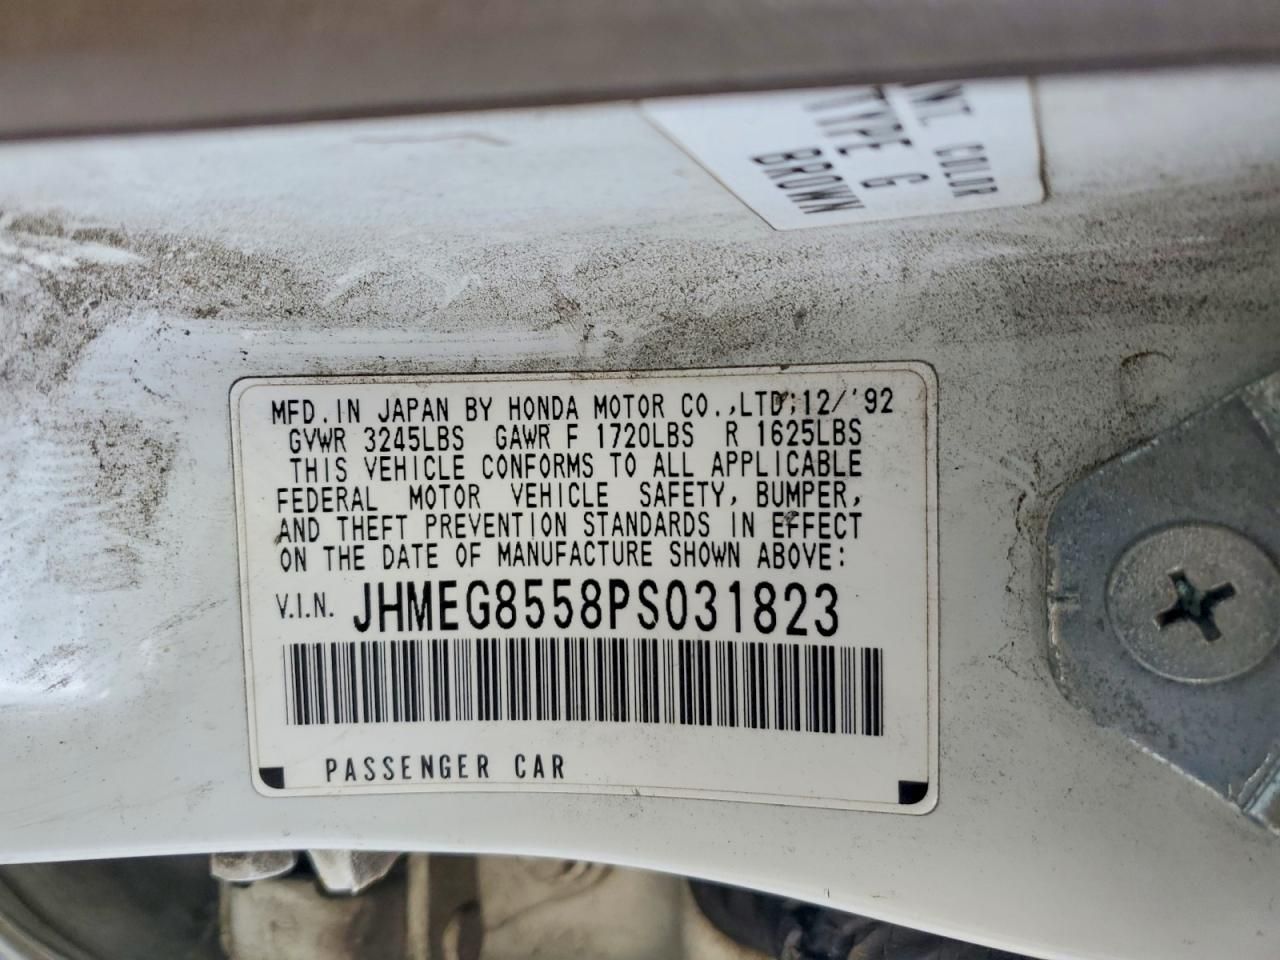 INT. COLOR
TYPE G
BROWN
MFD. IN JAPAN BY HONDA MOTOR CO.,LTD;12/'92
GVWR 3245LBS GAWR F 1720LBS R 1625LBS
THIS VEHICLE CONFORMS TO ALL APPLICABLE
FEDERAL MOTOR VEHICLE SAFETY, BUMPER,
AND THEFT PREVENTION STANDARDS IN EFFECT
ON THE DATE OF MANUFACTURE SHOWN ABOVE:
V.I.N. JHMEG8558PS031823
PASSENGER CAR